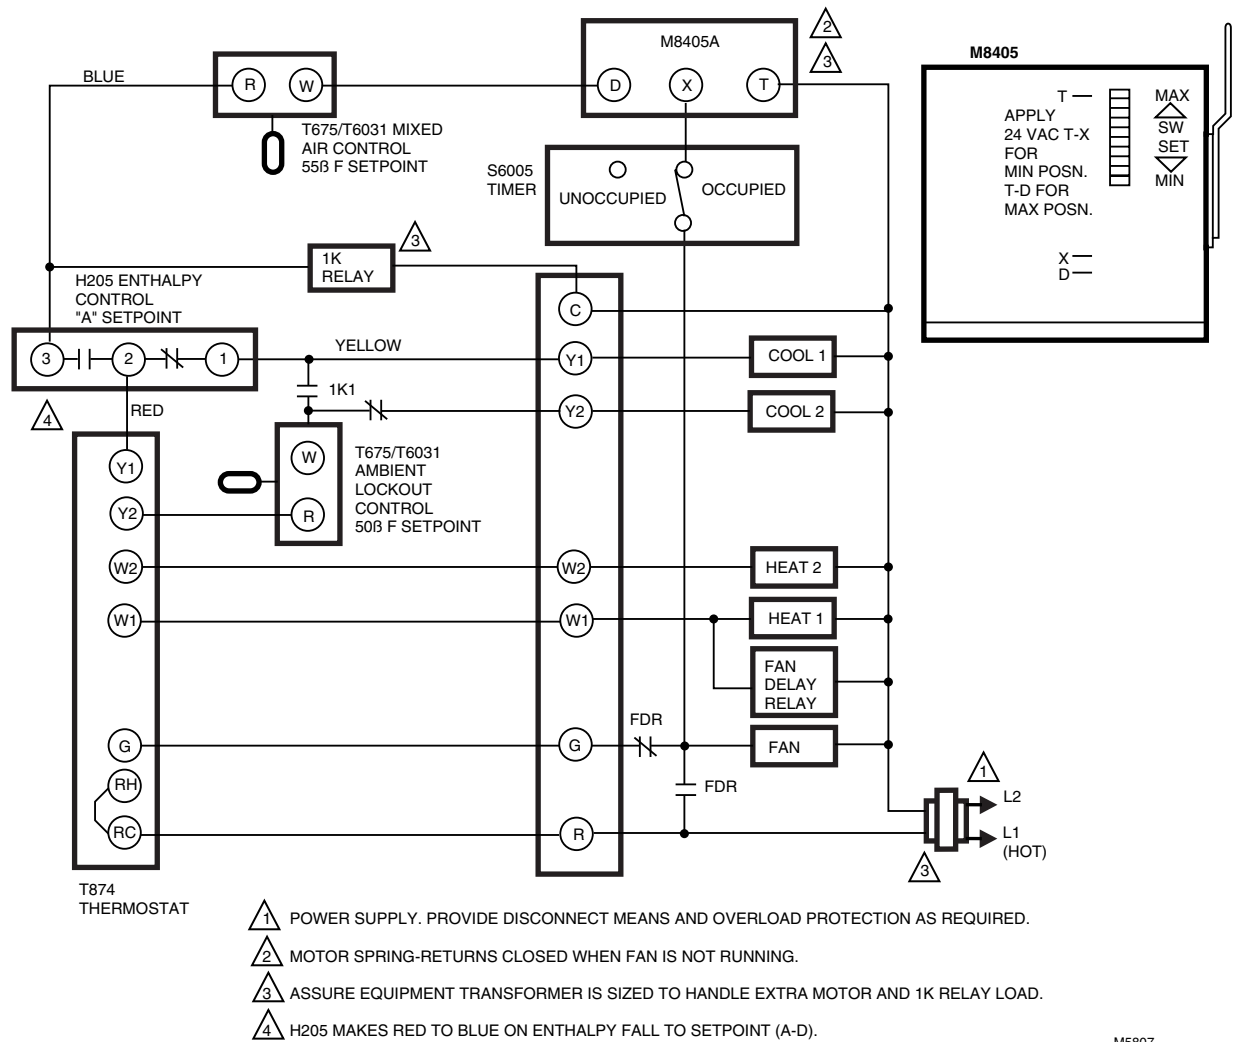 BLUE
R
W
T675/T6031 MIXED
AIR CONTROL
55ß F SETPOINT
M8405A
D
X
T
2
3
M8405
T
APPLY
24 VAC T-X
FOR
MIN POSN.
T-D FOR
MAX POSN.
X
D
MAX
SW
SET
MIN
S6005
TIMER
UNOCCUPIED
OCCUPIED
1K
RELAY
3
H205 ENTHALPY
CONTROL
"A" SETPOINT
3
2
1
YELLOW
4
RED
1K1
C
Y1
COOL 1
Y2
COOL 2
W
R
T675/T6031
AMBIENT
LOCKOUT
CONTROL
50ß F SETPOINT
Y1
Y2
W2
W2
HEAT 2
W1
W1
HEAT 1
FAN
DELAY
RELAY
G
G
FDR
FAN
RH
FDR
RC
R
1
L2
L1
(HOT)
3
T874
THERMOSTAT
1 POWER SUPPLY. PROVIDE DISCONNECT MEANS AND OVERLOAD PROTECTION AS REQUIRED.
2 MOTOR SPRING-RETURNS CLOSED WHEN FAN IS NOT RUNNING.
3 ASSURE EQUIPMENT TRANSFORMER IS SIZED TO HANDLE EXTRA MOTOR AND 1K RELAY LOAD.
4 H205 MAKES RED TO BLUE ON ENTHALPY FALL TO SETPOINT (A-D).